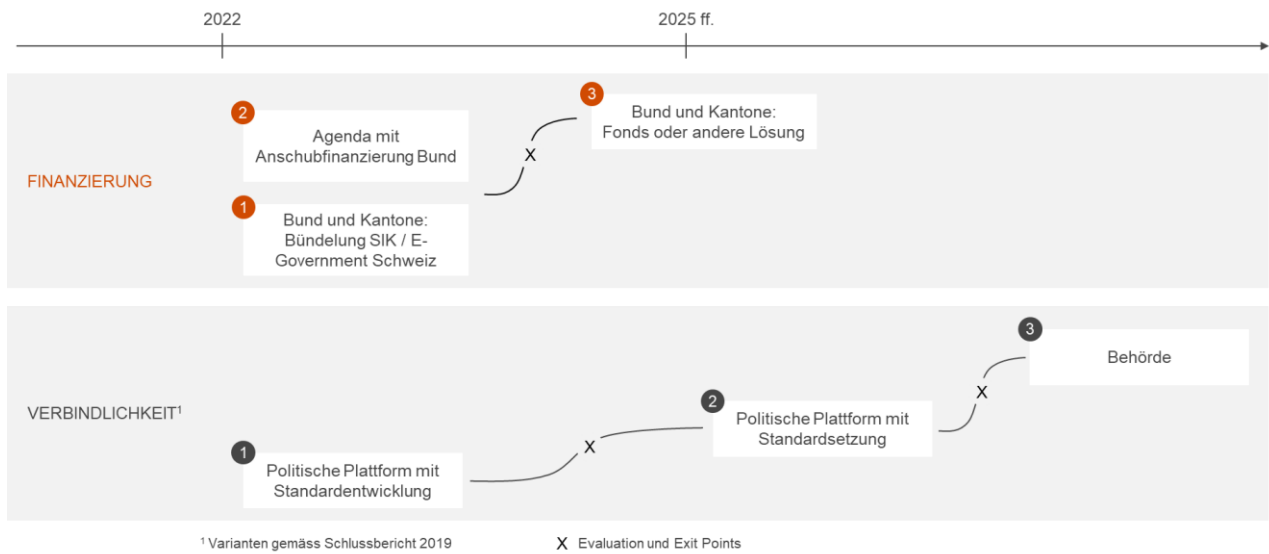 2022
2025 ff.
FINANZIERUNG
2
Agenda mit
Anschubfinanzierung Bund
1
Bund und Kantone:
Bündelung SIK / E-
Government Schweiz
X
3
Bund und Kantone:
Fonds oder andere Lösung
VERBINDLICHKEIT¹
1
Politische Plattform mit
Standardentwicklung
X
2
Politische Plattform mit
Standardsetzung
X
3
Behörde
¹ Varianten gemäss Schlussbericht 2019
X Evaluation und Exit Points